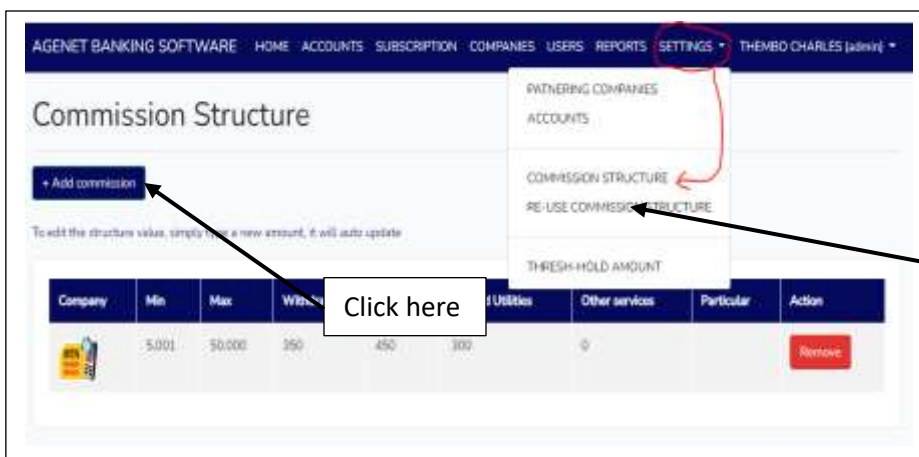 AGENET BANKING SOFTWARE HOME ACCOUNTS SUBSCRIPTION COMPANIES USERS REPORTS SETTINGS THEMBO CHARLES (admin)
PATNERING COMPANIES
ACCOUNTS
COMMISSION STRUCTURE
RE-USE COMMISSION STRUCTURE
THRESH-HOLD AMOUNT
Commission Structure
+ Add commission
To edit the structure value, simply type a new amount, it will auto update
Click here
Company Min Max Utilities Other services Particular Action
5,001 50,000 350 450 300 0 Remove